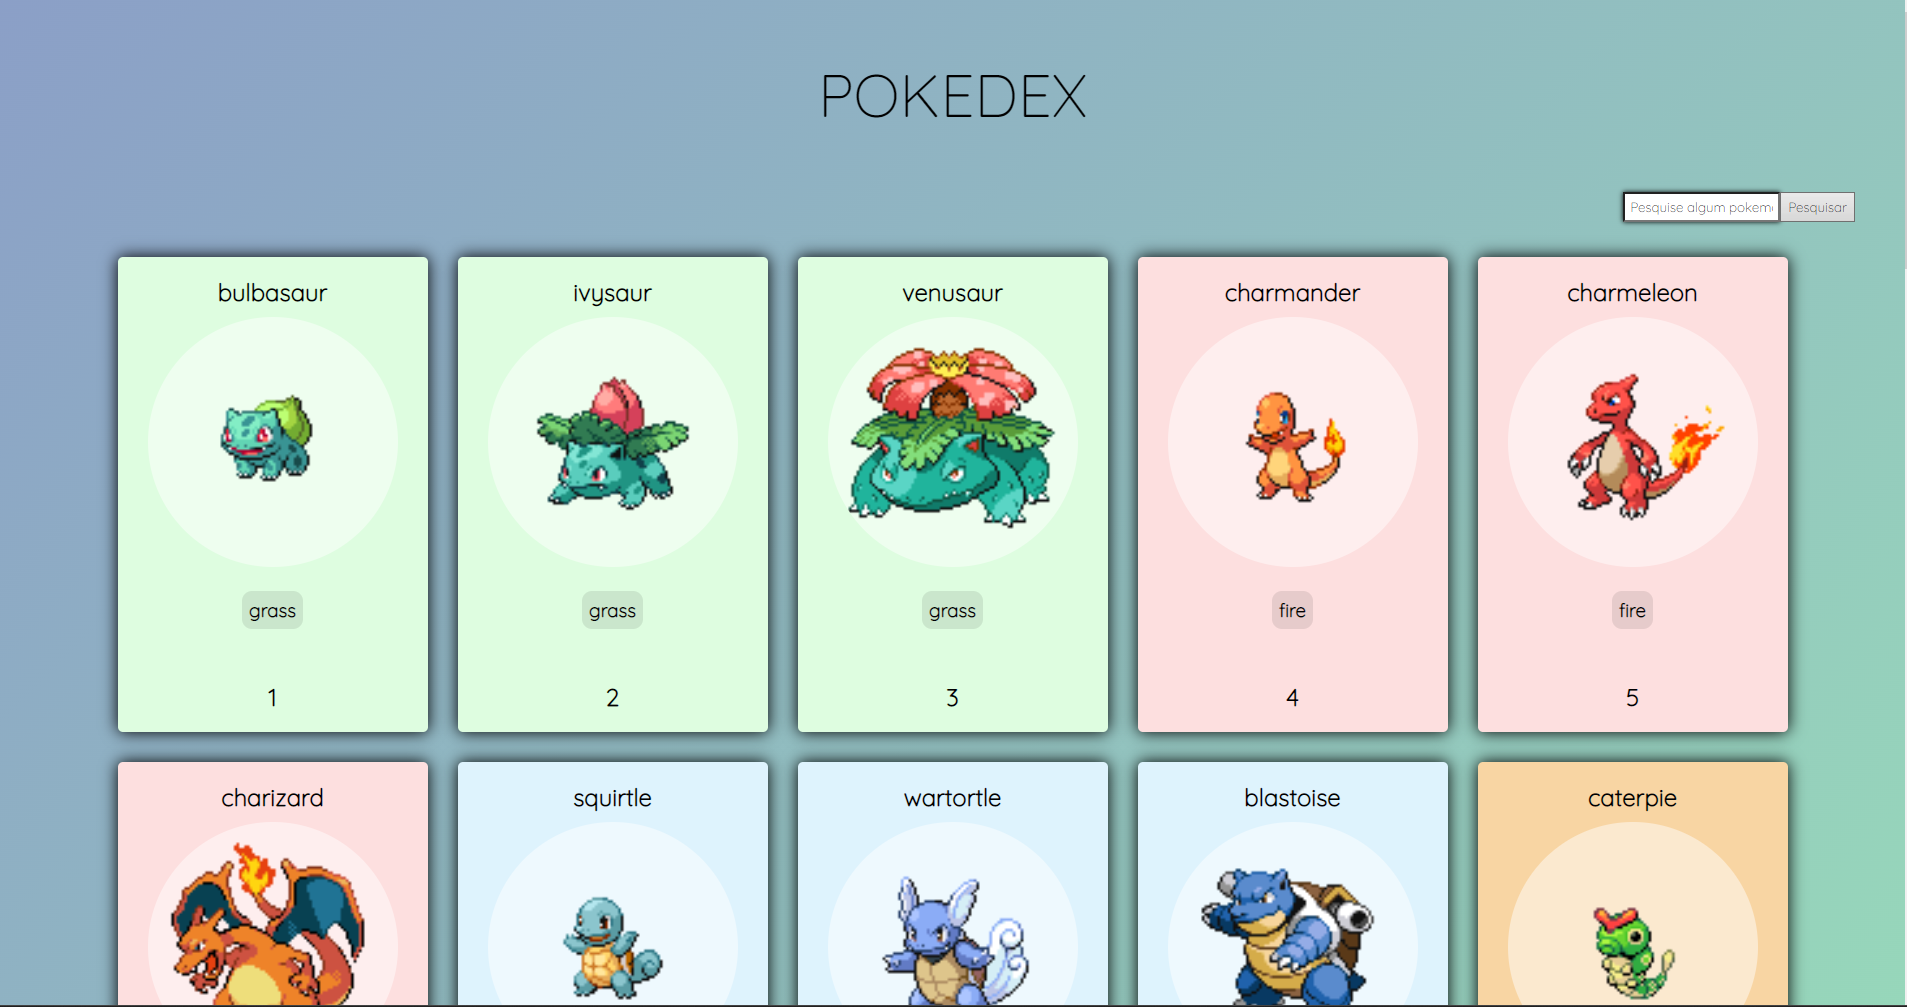 POKEDEX
Pesquise algum pokem
Pesquisar
bulbasaur
ivysaur
venusaur
charmander
charmeleon
grass
grass
grass
fire
fire
1
2
3
4
5
charizard
squirtle
wartortle
blastoise
caterpie